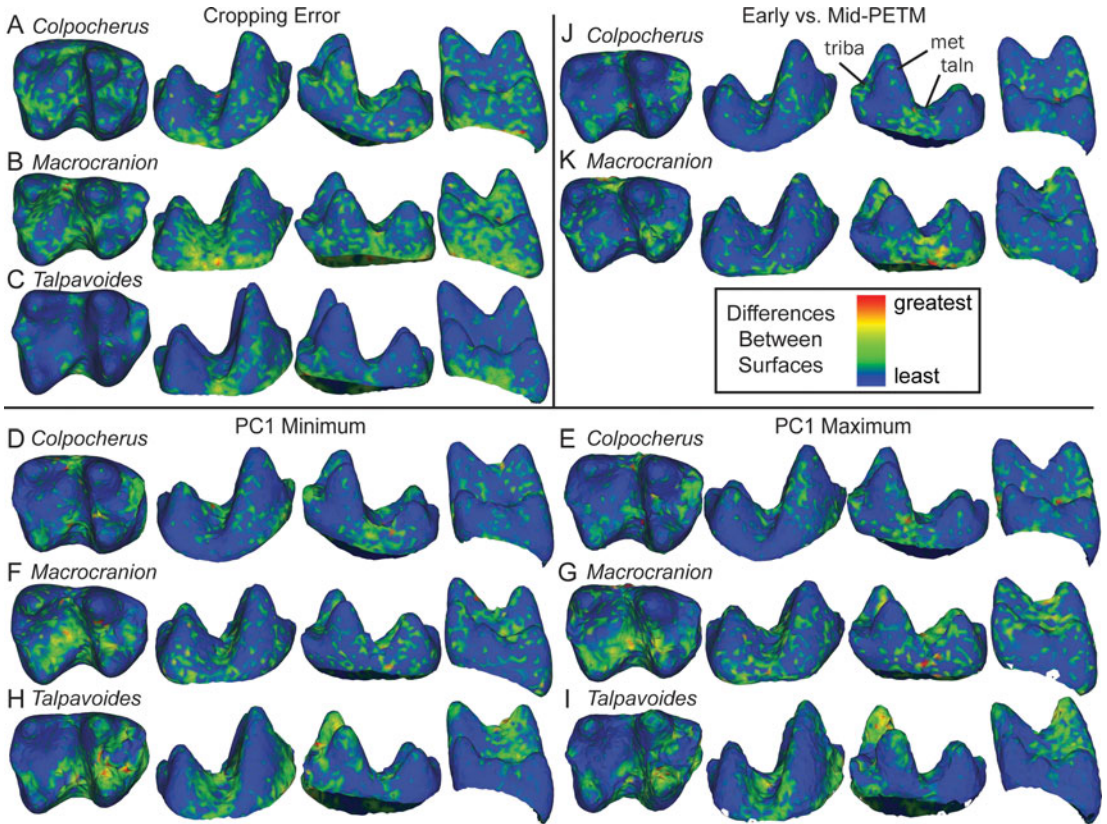 Cropping Error
A Colpocherus
B Macrocranion
C Talpavoides
Early vs. Mid-PETM
J Colpocherus
triba
met
taln
K Macrocranion
Differences
Between
Surfaces
greatest
least
PC1 Minimum
D Colpocherus
F Macrocranion
H Talpavoides
PC1 Maximum
E Colpocherus
G Macrocranion
I Talpavoides